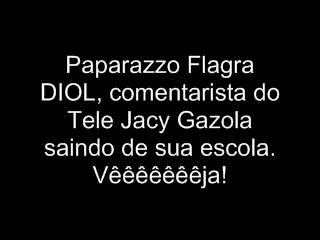 Paparazzo Flagra
DIOL, comentarista do
Tele Jacy Gazola
saindo de sua escola.
Vêêêêêêêja!